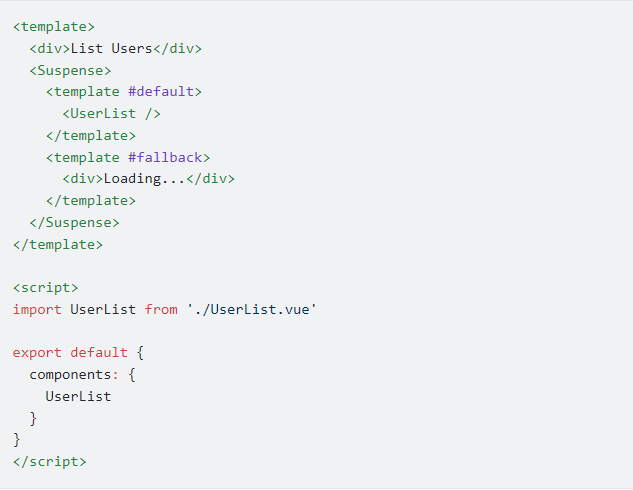 <template>
  <div>List Users</div>
  <Suspense>
    <template #default>
      <UserList />
    </template>
    <template #fallback>
      <div>Loading...</div>
    </template>
  </Suspense>
</template>

<script>
import UserList from './UserList.vue'

export default {
  components: {
    UserList
  }
}
</script>